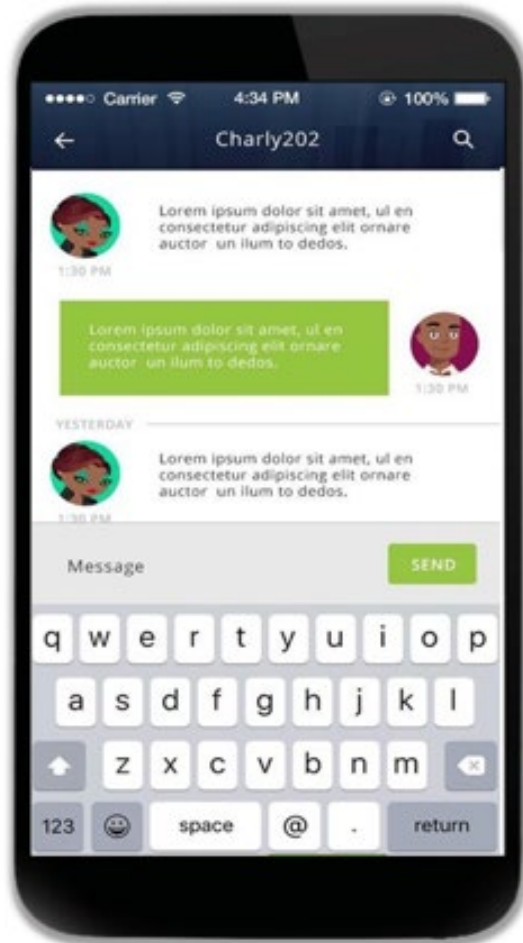 Carrier 4:34 PM 100%
Charly202
Lorem ipsum dolor sit amet, ul en
consectetur adipiscing elit ornare
auctor un ilum to dedos.
1:30 PM
Lorem ipsum dolor sit amet, ul en
consectetur adipiscing elit ornare
auctor un ilum to dedos.
1:30 PM
YESTERDAY
Lorem ipsum dolor sit amet, ul en
consectetur adipiscing elit ornare
auctor un ilum to dedos.
1:30 PM
Message SEND
q w e r t y u i o p
a s d f g h j k l
z x c v b n m
123 space @ . return